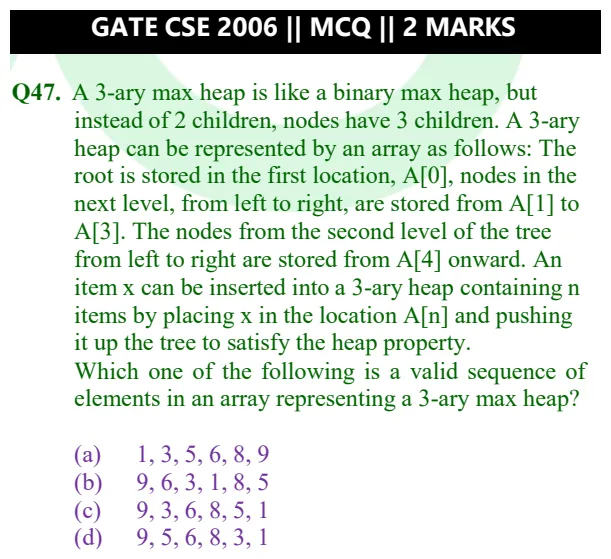 GATE CSE 2006 || MCQ || 2 MARKS
Q47. A 3-ary max heap is like a binary max heap, but
instead of 2 children, nodes have 3 children. A 3-ary
heap can be represented by an array as follows: The
root is stored in the first location, A[0], nodes in the
next level, from left to right, are stored from A[1] to
A[3]. The nodes from the second level of the tree
from left to right are stored from A[4] onward. An
item x can be inserted into a 3-ary heap containing n
items by placing x in the location A[n] and pushing
it up the tree to satisfy the heap property.
Which one of the following is a valid sequence of
elements in an array representing a 3-ary max heap?
(a) 1, 3, 5, 6, 8, 9
(b) 9, 6, 3, 1, 8, 5
(c) 9, 3, 6, 8, 5, 1
(d) 9, 5, 6, 8, 3, 1